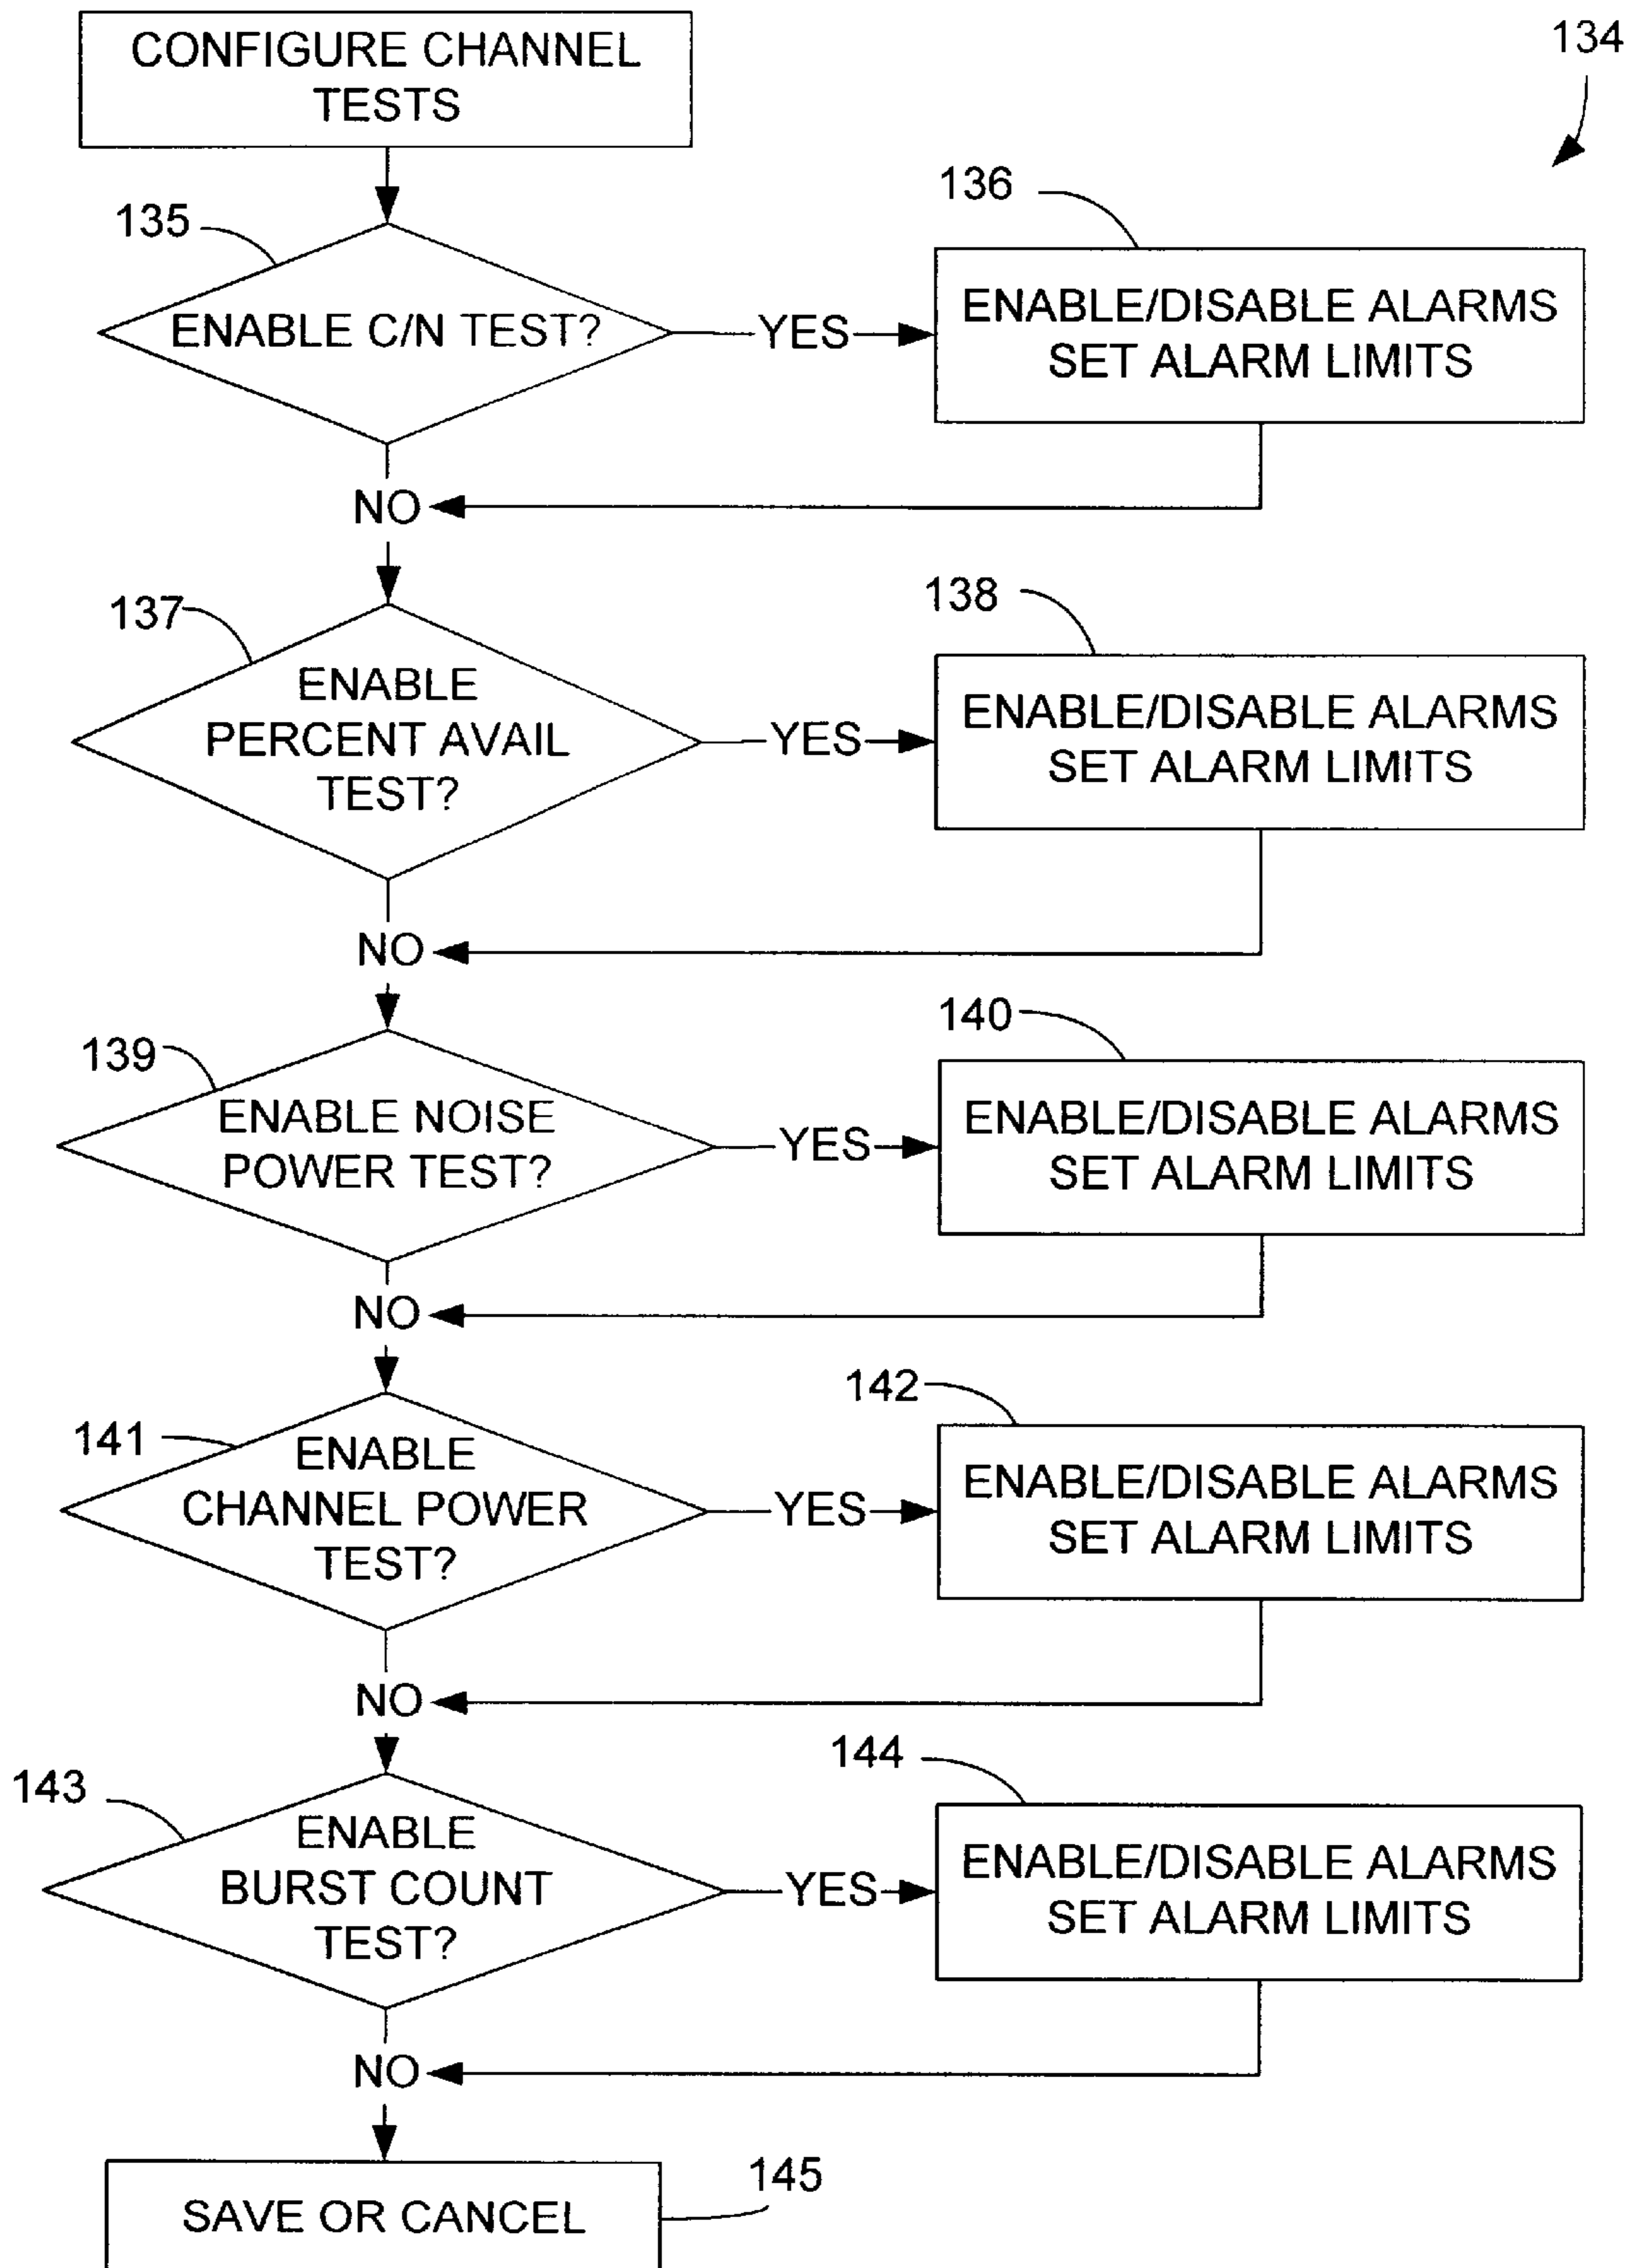 CONFIGURE CHANNEL
TESTS
134
135
ENABLE C/N TEST?
YES
136
ENABLE/DISABLE ALARMS
SET ALARM LIMITS
NO
137
ENABLE
PERCENT AVAIL
TEST?
YES
138
ENABLE/DISABLE ALARMS
SET ALARM LIMITS
NO
139
ENABLE NOISE
POWER TEST?
YES
140
ENABLE/DISABLE ALARMS
SET ALARM LIMITS
NO
141
ENABLE
CHANNEL POWER
TEST?
YES
142
ENABLE/DISABLE ALARMS
SET ALARM LIMITS
NO
143
ENABLE
BURST COUNT
TEST?
YES
144
ENABLE/DISABLE ALARMS
SET ALARM LIMITS
NO
145
SAVE OR CANCEL